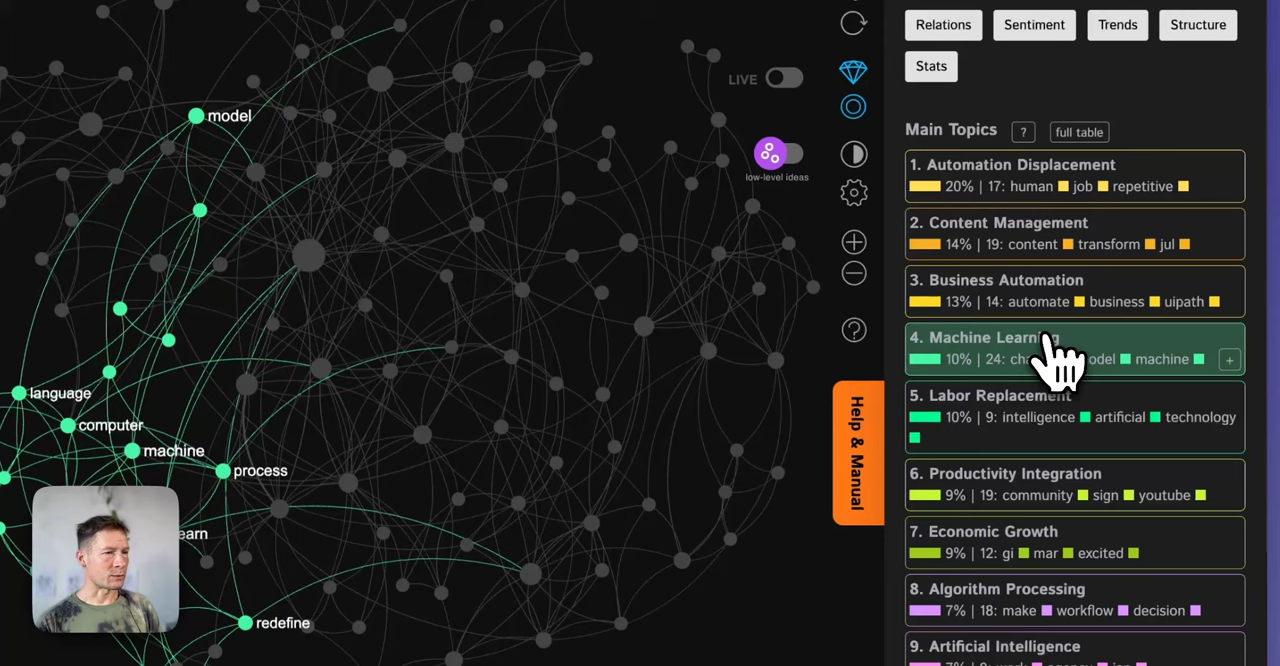 Relations Sentiment Trends Structure
Stats
LIVE
low-level ideas
Main Topics ? full table
1. Automation Displacement
20% | 17: human job repetitive
2. Content Management
14% | 19: content transform jul
3. Business Automation
13% | 14: automate business uipath
4. Machine Learning
10% | 24: machine +
5. Labor Replacement
10% | 9: intelligence artificial technology
6. Productivity Integration
9% | 19: community sign youtube
7. Economic Growth
9% | 12: gi mar excited
8. Algorithm Processing
7% | 18: make workflow decision
9. Artificial Intelligence
Help & Manual
model
language
computer
machine
process
redefine